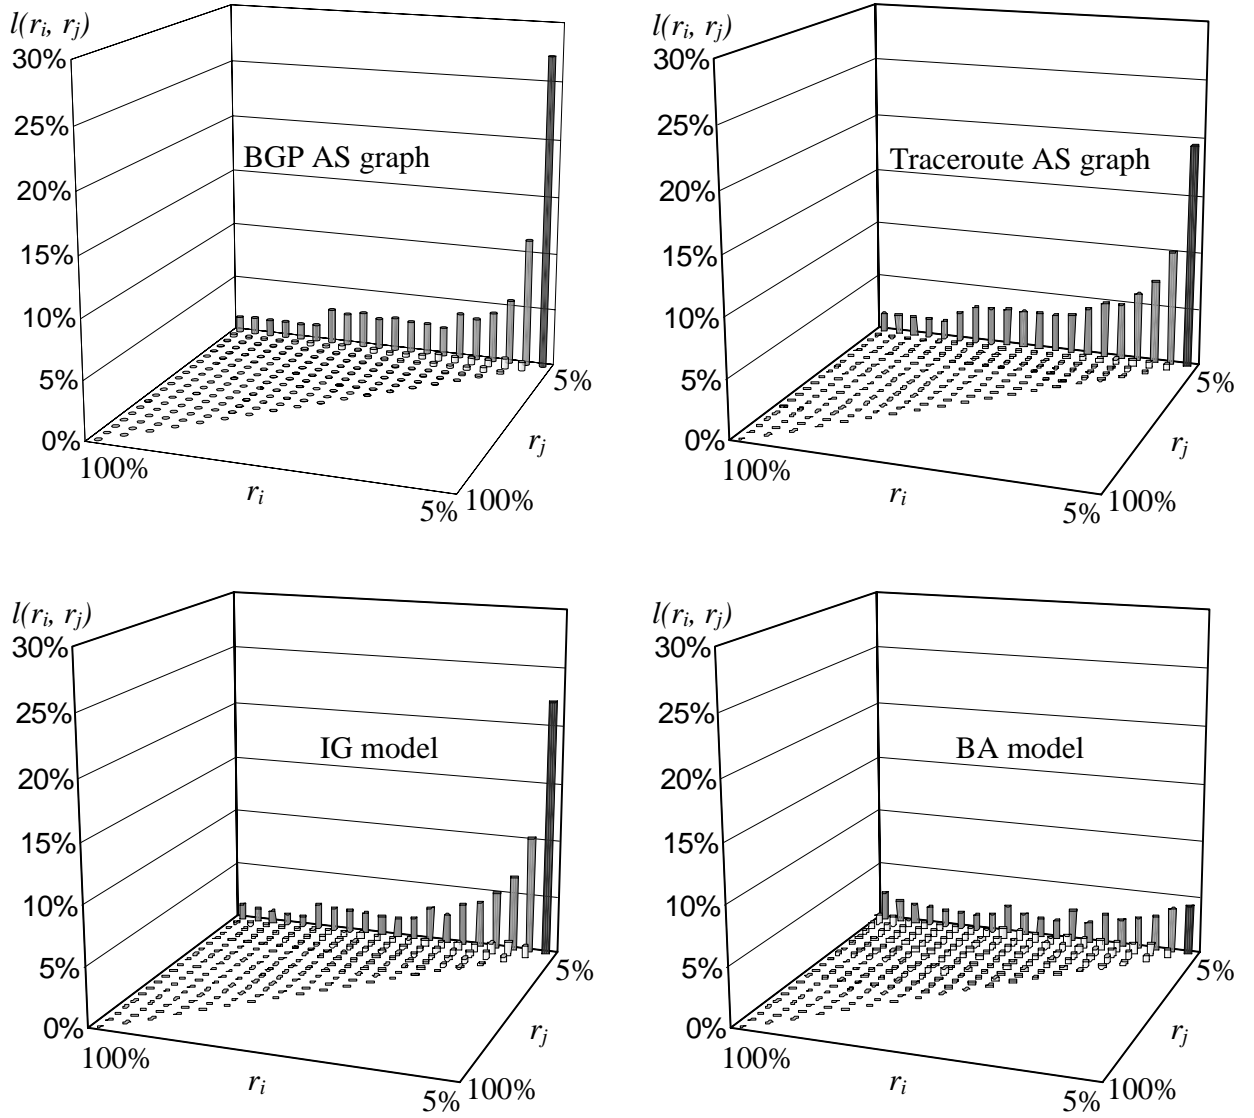 l(ri, rj)
30%
25%
20%
15%
10%
5%
0%
BGP AS graph
100%
ri
5%
100%
rj
5%
l(ri, rj)
30%
25%
20%
15%
10%
5%
0%
Traceroute AS graph
100%
ri
5%
100%
rj
5%
l(ri, rj)
30%
25%
20%
15%
10%
5%
0%
IG model
100%
ri
5%
100%
rj
5%
l(ri, rj)
30%
25%
20%
15%
10%
5%
0%
BA model
100%
ri
5%
100%
rj
5%